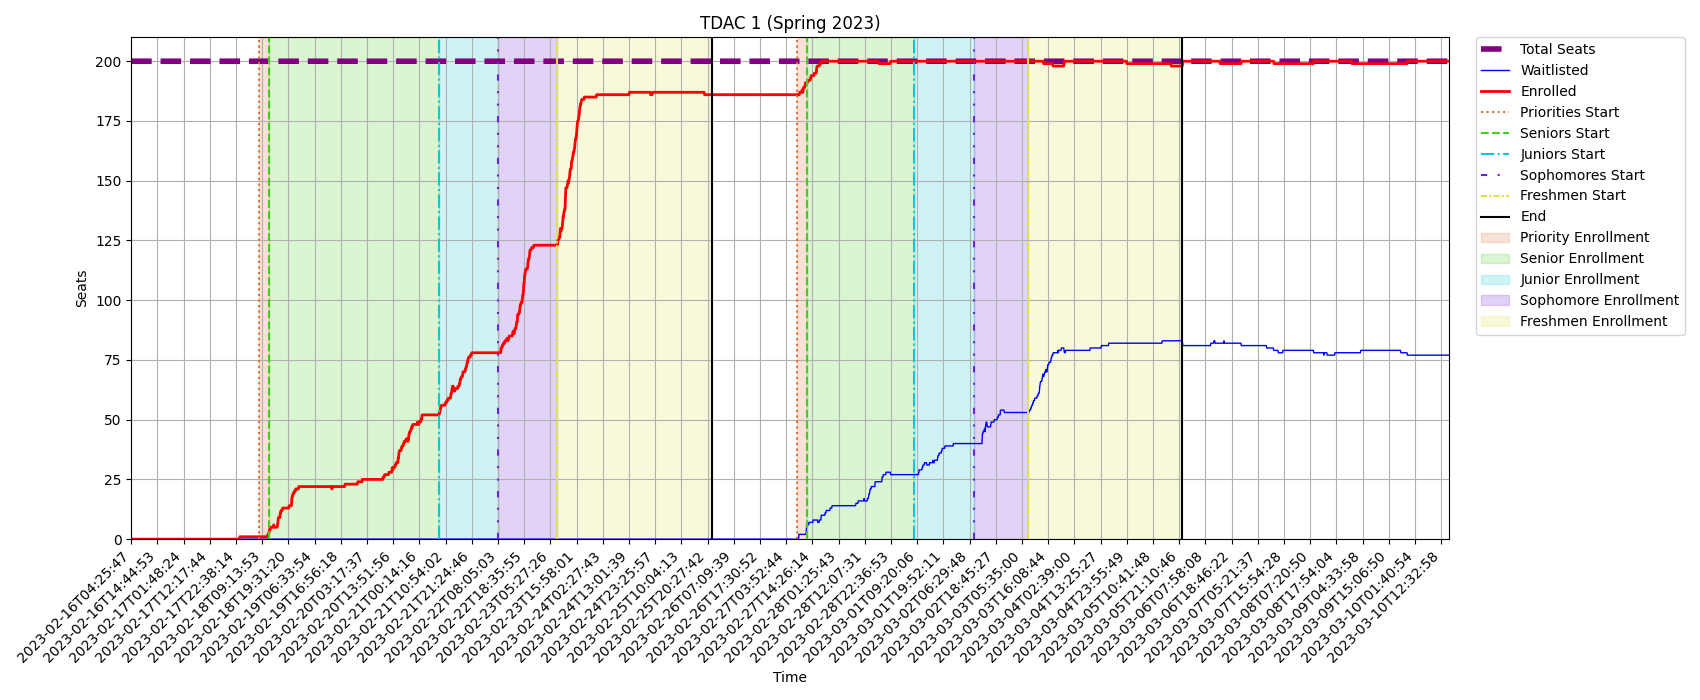 TDAC 1 (Spring 2023)
Total Seats
Waitlisted
Enrolled
Priorities Start
Seniors Start
Juniors Start
Sophomores Start
Freshmen Start
End
Priority Enrollment
Senior Enrollment
Junior Enrollment
Sophomore Enrollment
Freshmen Enrollment
Seats
200
175
150
125
100
75
50
25
0
2023-02-16T04:25:47
2023-02-16T14:44:53
2023-02-17T01:48:24
2023-02-17T12:17:44
2023-02-17T22:38:14
2023-02-18T09:13:53
2023-02-18T19:31:20
2023-02-19T06:33:54
2023-02-19T16:56:18
2023-02-20T03:17:37
2023-02-20T13:51:56
2023-02-21T00:14:16
2023-02-21T10:54:02
2023-02-21T21:24:46
2023-02-22T08:05:03
2023-02-22T18:35:55
2023-02-23T05:27:26
2023-02-23T15:58:01
2023-02-24T02:27:43
2023-02-24T13:01:39
2023-02-24T23:25:57
2023-02-25T10:04:13
2023-02-25T20:27:42
2023-02-26T07:09:39
2023-02-26T17:30:52
2023-02-27T03:52:44
2023-02-27T14:26:14
2023-02-28T01:25:43
2023-02-28T12:07:31
2023-02-28T22:36:53
2023-03-01T09:20:06
2023-03-01T19:52:11
2023-03-02T06:29:48
2023-03-02T18:45:27
2023-03-03T05:35:00
2023-03-03T16:08:44
2023-03-04T02:39:00
2023-03-04T13:25:27
2023-03-04T23:55:49
2023-03-05T10:41:48
2023-03-05T21:10:46
2023-03-06T07:58:08
2023-03-06T18:46:22
2023-03-07T05:21:37
2023-03-07T15:54:28
2023-03-08T07:20:50
2023-03-08T17:54:04
2023-03-09T04:33:58
2023-03-09T15:06:50
2023-03-10T01:40:54
2023-03-10T12:32:58
Time